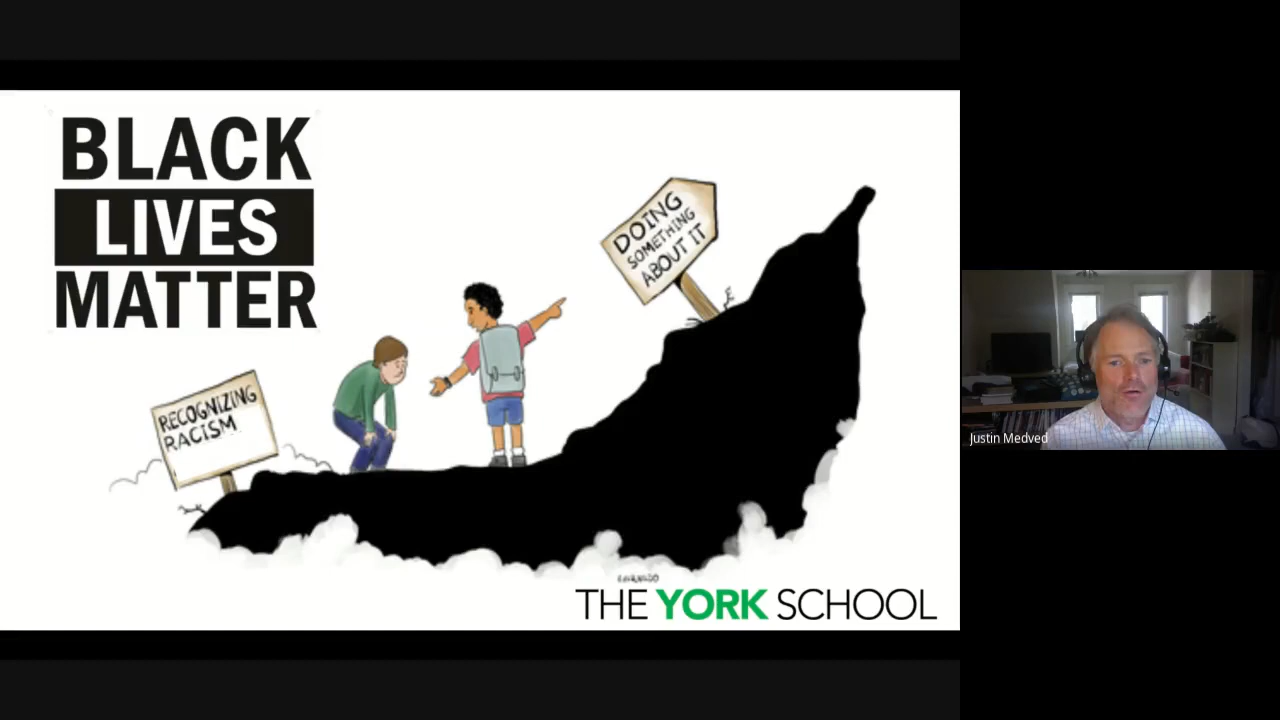 BLACK
LIVES
MATTER
DOING
SOMETHING
ABOUT IT
RECOGNIZING
RACISM
THE YORK SCHOOL
Justin Medved